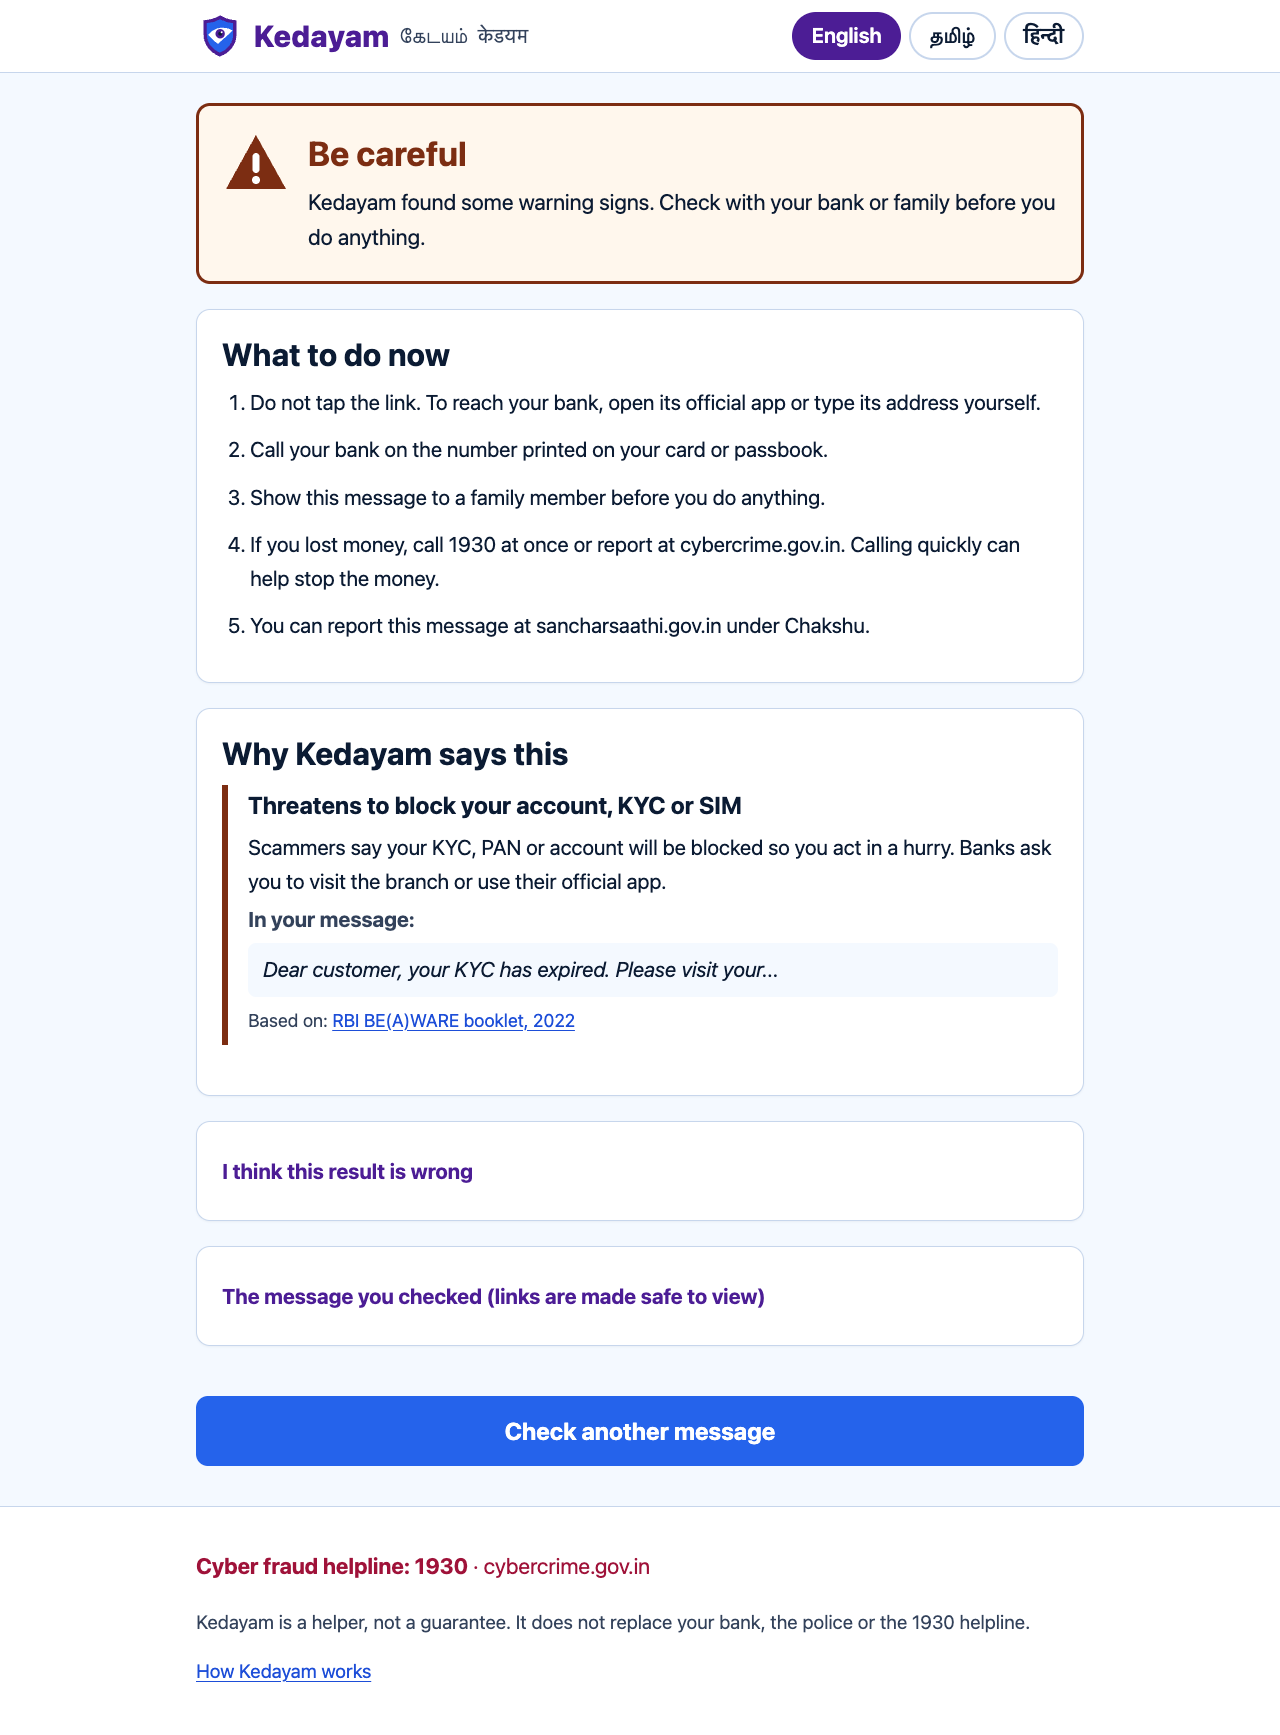 Kedayam கேடயம் केडयम
English தமிழ் हिन्दी
Be careful
Kedayam found some warning signs. Check with your bank or family before you
do anything.
What to do now
1. Do not tap the link. To reach your bank, open its official app or type its address yourself.
2. Call your bank on the number printed on your card or passbook.
3. Show this message to a family member before you do anything.
4. If you lost money, call 1930 at once or report at cybercrime.gov.in. Calling quickly can
help stop the money.
5. You can report this message at sancharsaathi.gov.in under Chakshu.
Why Kedayam says this
Threatens to block your account, KYC or SIM
Scammers say your KYC, PAN or account will be blocked so you act in a hurry. Banks ask
you to visit the branch or use their official app.
In your message:
Dear customer, your KYC has expired. Please visit your...
Based on: RBI BE(A)WARE booklet, 2022
I think this result is wrong
The message you checked (links are made safe to view)
Check another message
Cyber fraud helpline: 1930 · cybercrime.gov.in
Kedayam is a helper, not a guarantee. It does not replace your bank, the police or the 1930 helpline.
How Kedayam works